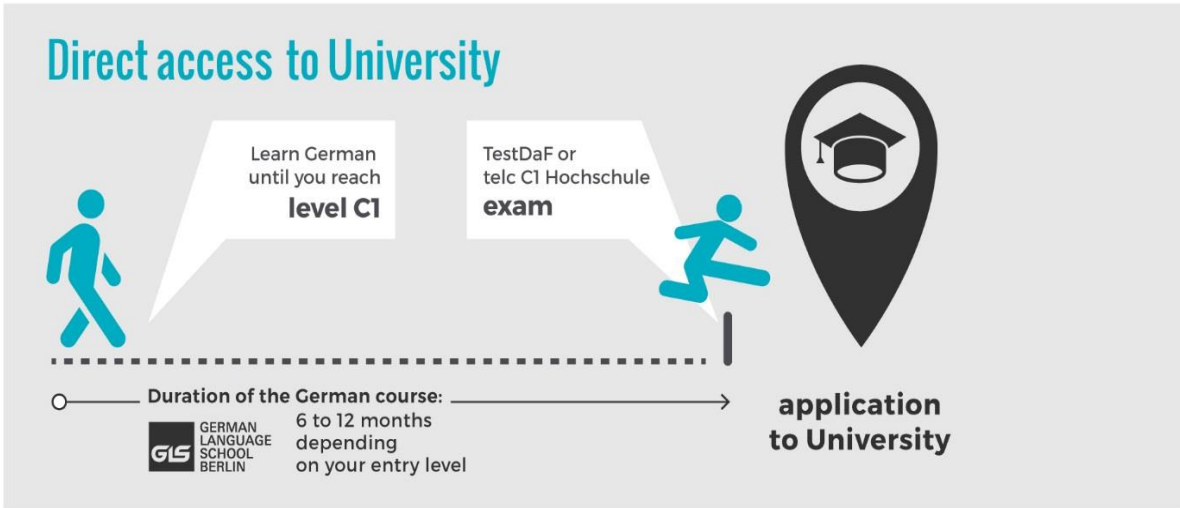 Direct access to University
Learn German
until you reach
level C1
TestDaF or
telc C1 Hochschule
exam
Duration of the German course:
6 to 12 months
depending
on your entry level
GLS
GERMAN
LANGUAGE
SCHOOL
BERLIN
application
to University